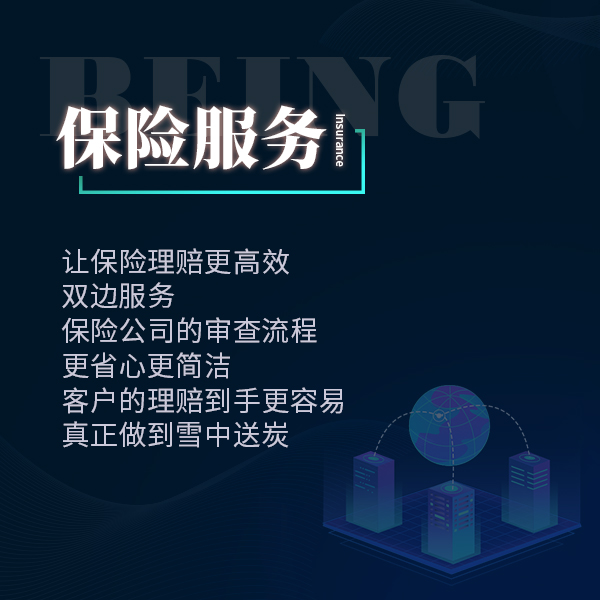 BEING
保险服务
Insurance
让保险理赔更高效
双边服务
保险公司的审查流程
更省心更简洁
客户的理赔到手更容易
真正做到雪中送炭